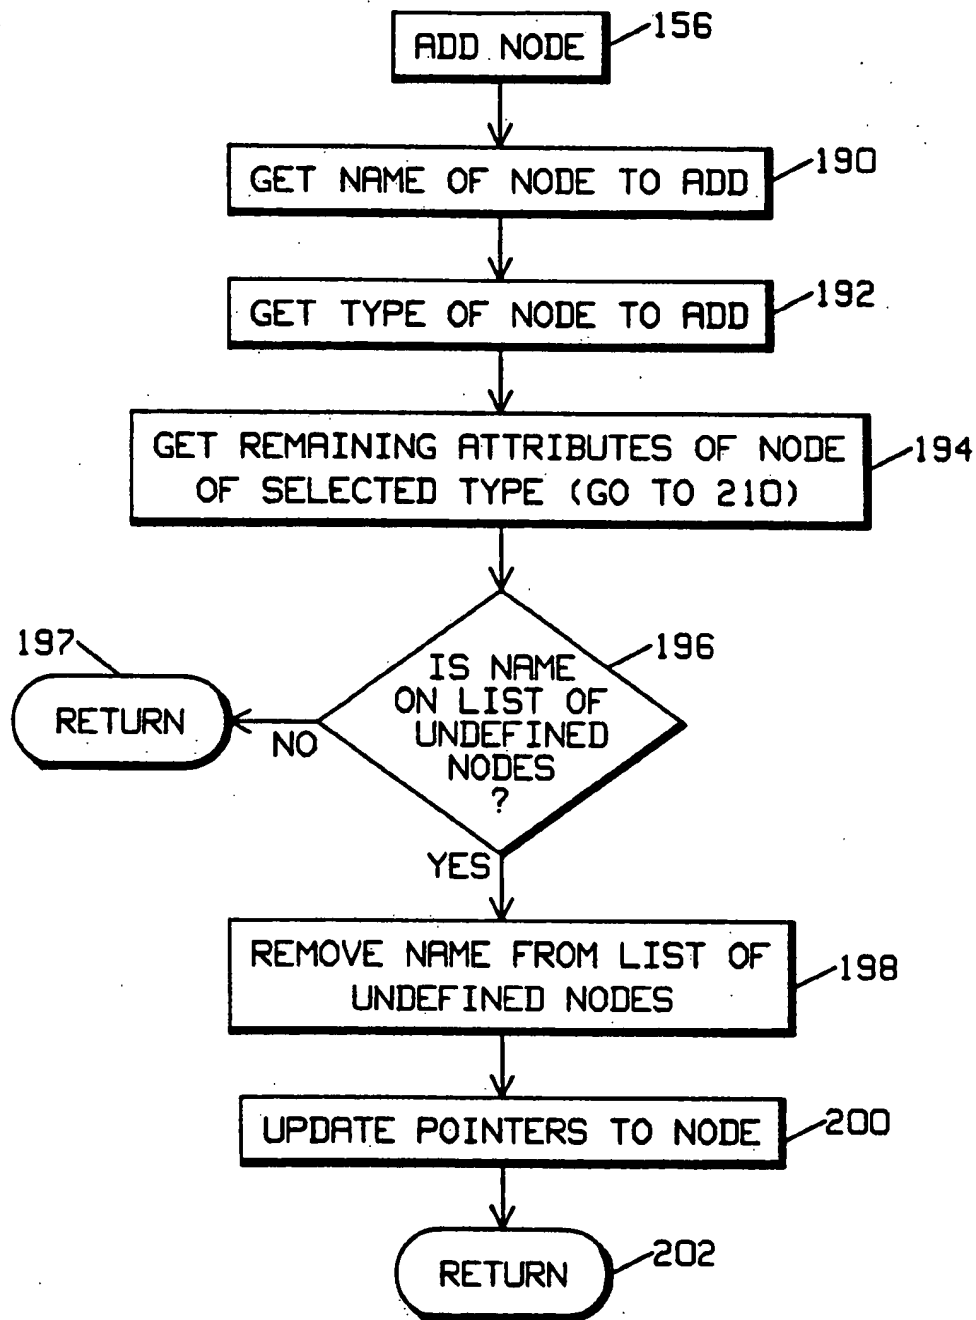 ADD NODE
156
GET NAME OF NODE TO ADD
190
GET TYPE OF NODE TO ADD
192
GET REMAINING ATTRIBUTES OF NODE
OF SELECTED TYPE (GO TO 210)
194
196
IS NAME
ON LIST OF
UNDEFINED
NODES
?
197
RETURN
NO
YES
REMOVE NAME FROM LIST OF
UNDEFINED NODES
198
UPDATE POINTERS TO NODE
200
RETURN
202